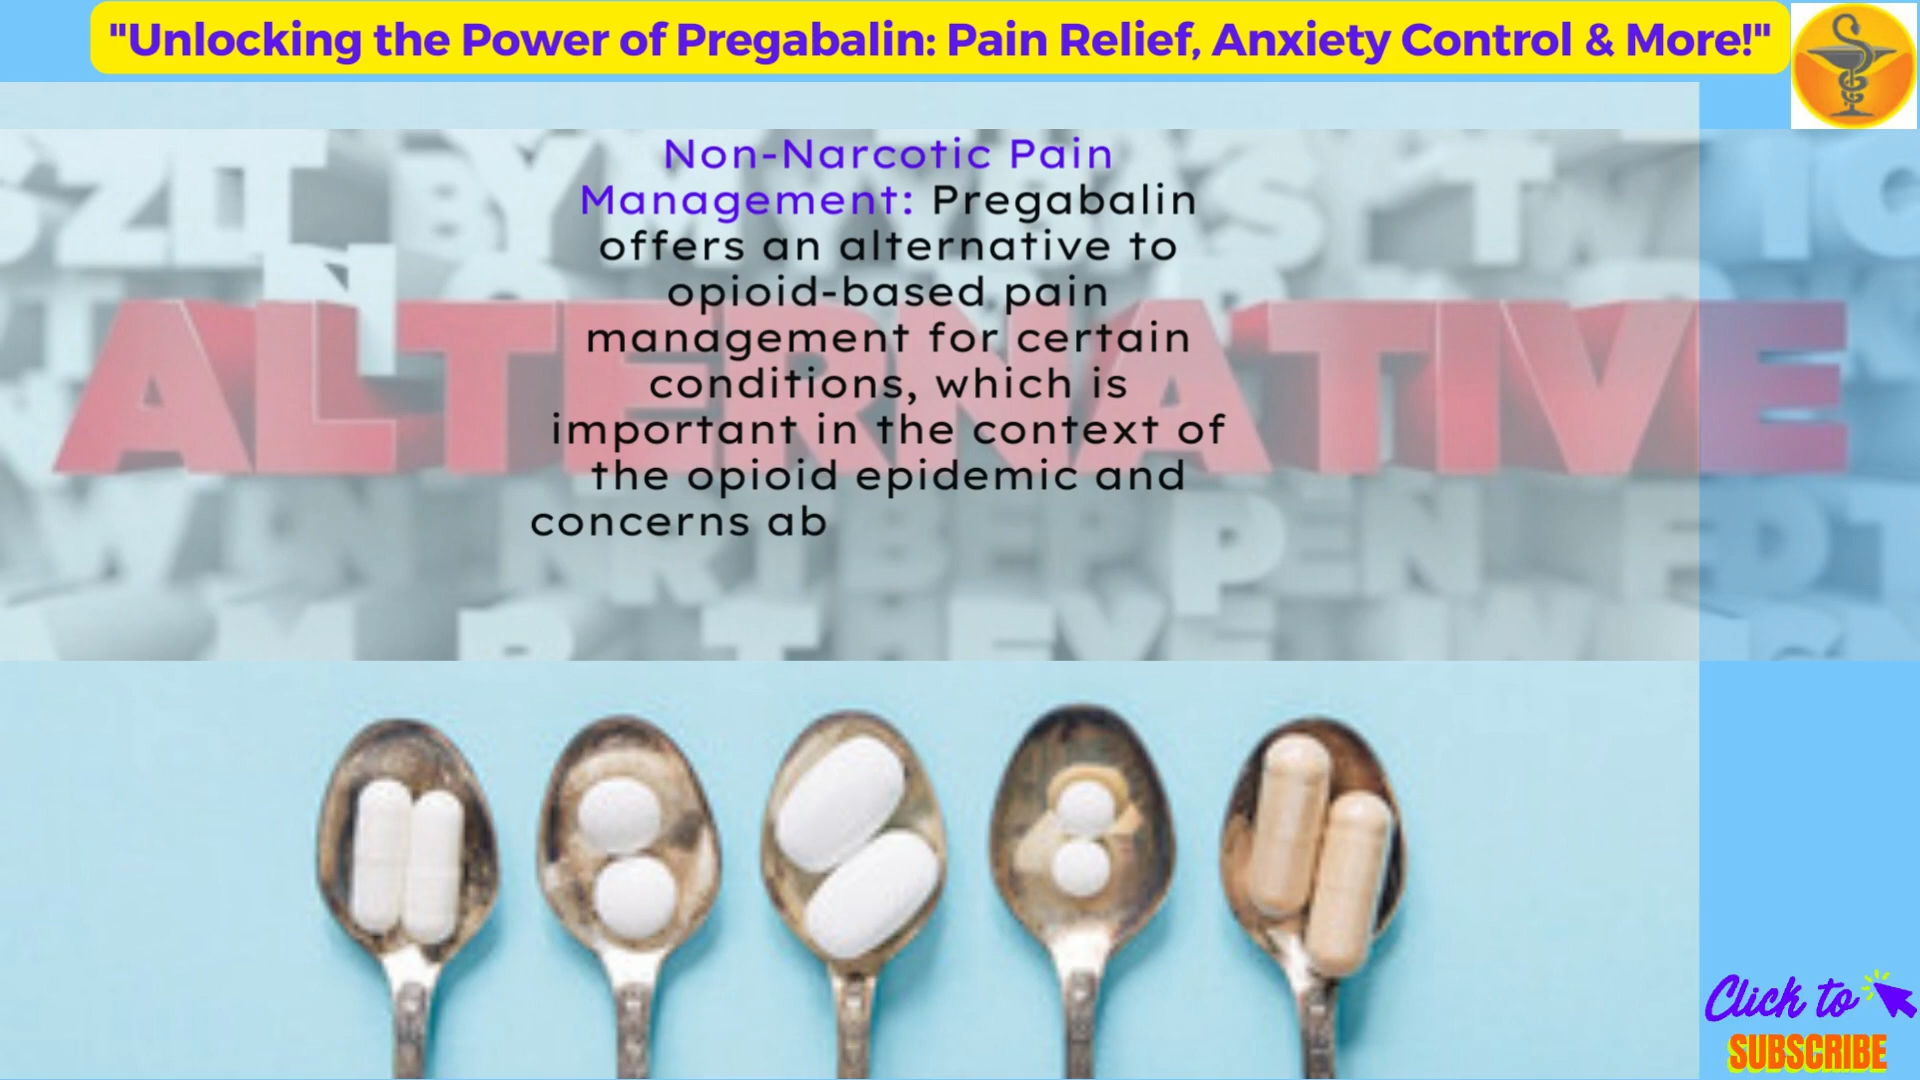 "Unlocking the Power of Pregabalin: Pain Relief, Anxiety Control & More!"
Non-Narcotic Pain
Management: Pregabalin
offers an alternative to
opioid-based pain
management for certain
conditions, which is
important in the context of
the opioid epidemic and
concerns ab
ALTERNATIVE
Click to
SUBSCRIBE